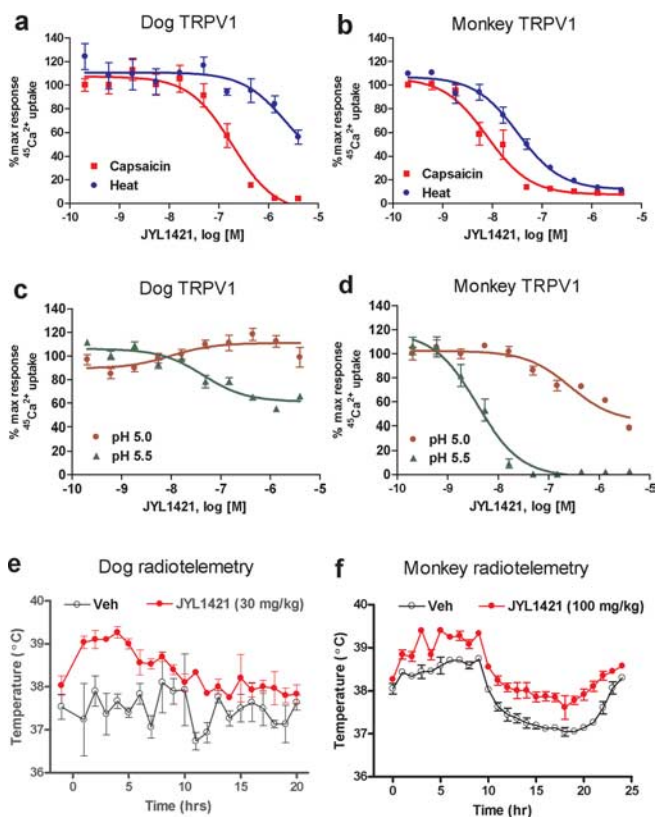 a
Dog TRPV1
% max response
45Ca2+ uptake
140
120
100
80
60
40
20
0
Capsaicin
Heat
-10 -9 -8 -7 -6 -5
JYL1421, log [M]
b
Monkey TRPV1
% max response
45Ca2+ uptake
140
120
100
80
60
40
20
0
Capsaicin
Heat
-10 -9 -8 -7 -6 -5
JYL1421, log [M]
c
Dog TRPV1
% max response
45Ca2+ uptake
140
120
100
80
60
40
20
0
pH 5.0
pH 5.5
-10 -9 -8 -7 -6 -5
JYL1421, log [M]
d
Monkey TRPV1
% max response
45Ca2+ uptake
140
120
100
80
60
40
20
0
pH 5.0
pH 5.5
-10 -9 -8 -7 -6 -5
JYL1421, log [M]
e
Dog radiotelemetry
Veh JYL1421 (30 mg/kg)
Temperature (°C)
40
39
38
37
36
0 5 10 15 20
Time (hrs)
f
Monkey radiotelemetry
Veh JYL1421 (100 mg/kg)
Temperature (°C)
40
39
38
37
36
0 5 10 15 20 25
Time (hr)